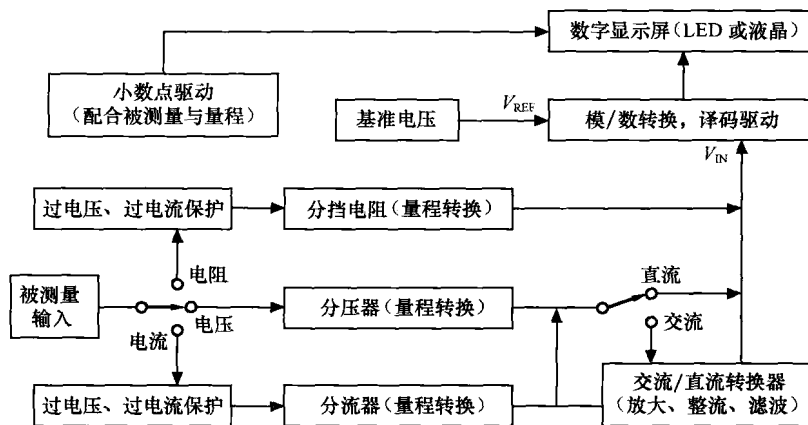 数字显示屏（LED 或液晶）
小数点驱动
（配合被测量与量程）
基准电压
V_REF
模/数转换，译码驱动
V_IN
过电压、过电流保护
分挡电阻（量程转换）
电阻
直流
被测量
输入
电压
分压器（量程转换）
电流
交流
过电压、过电流保护
分流器（量程转换）
交流/直流转换器
（放大、整流、滤波）